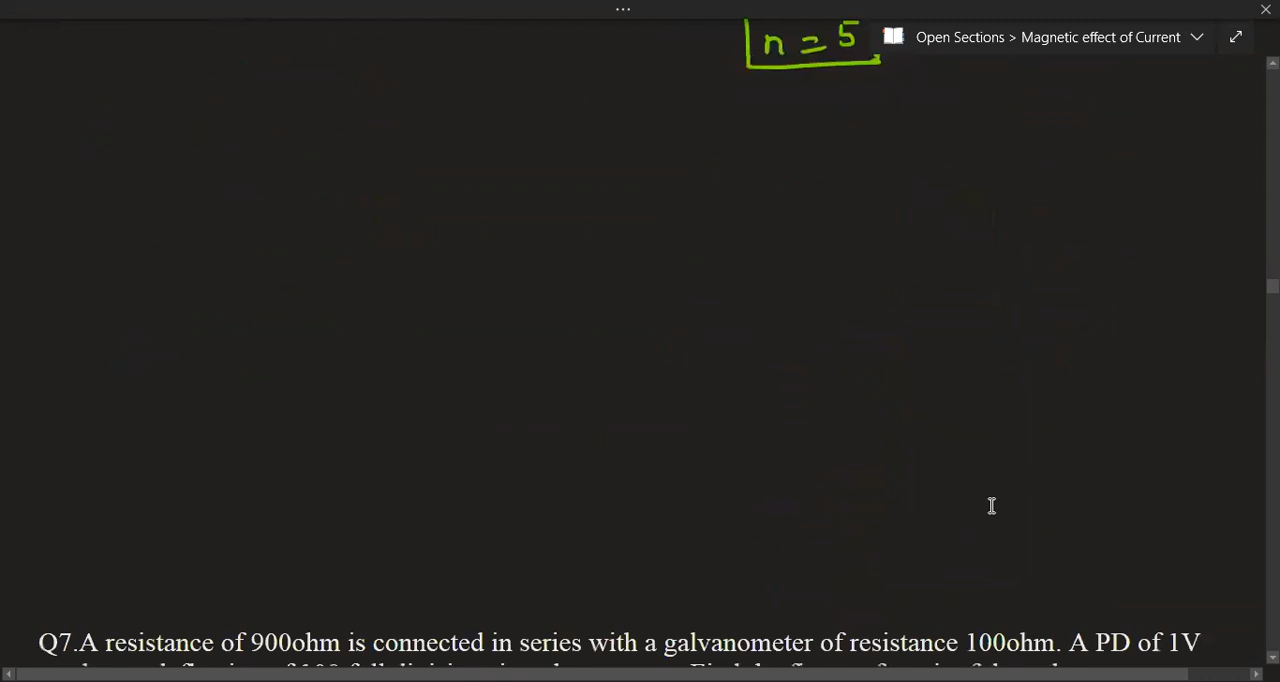 n = 5
Open Sections > Magnetic effect of Current
Q7.A resistance of 900ohm is connected in series with a galvanometer of resistance 100ohm. A PD of 1V